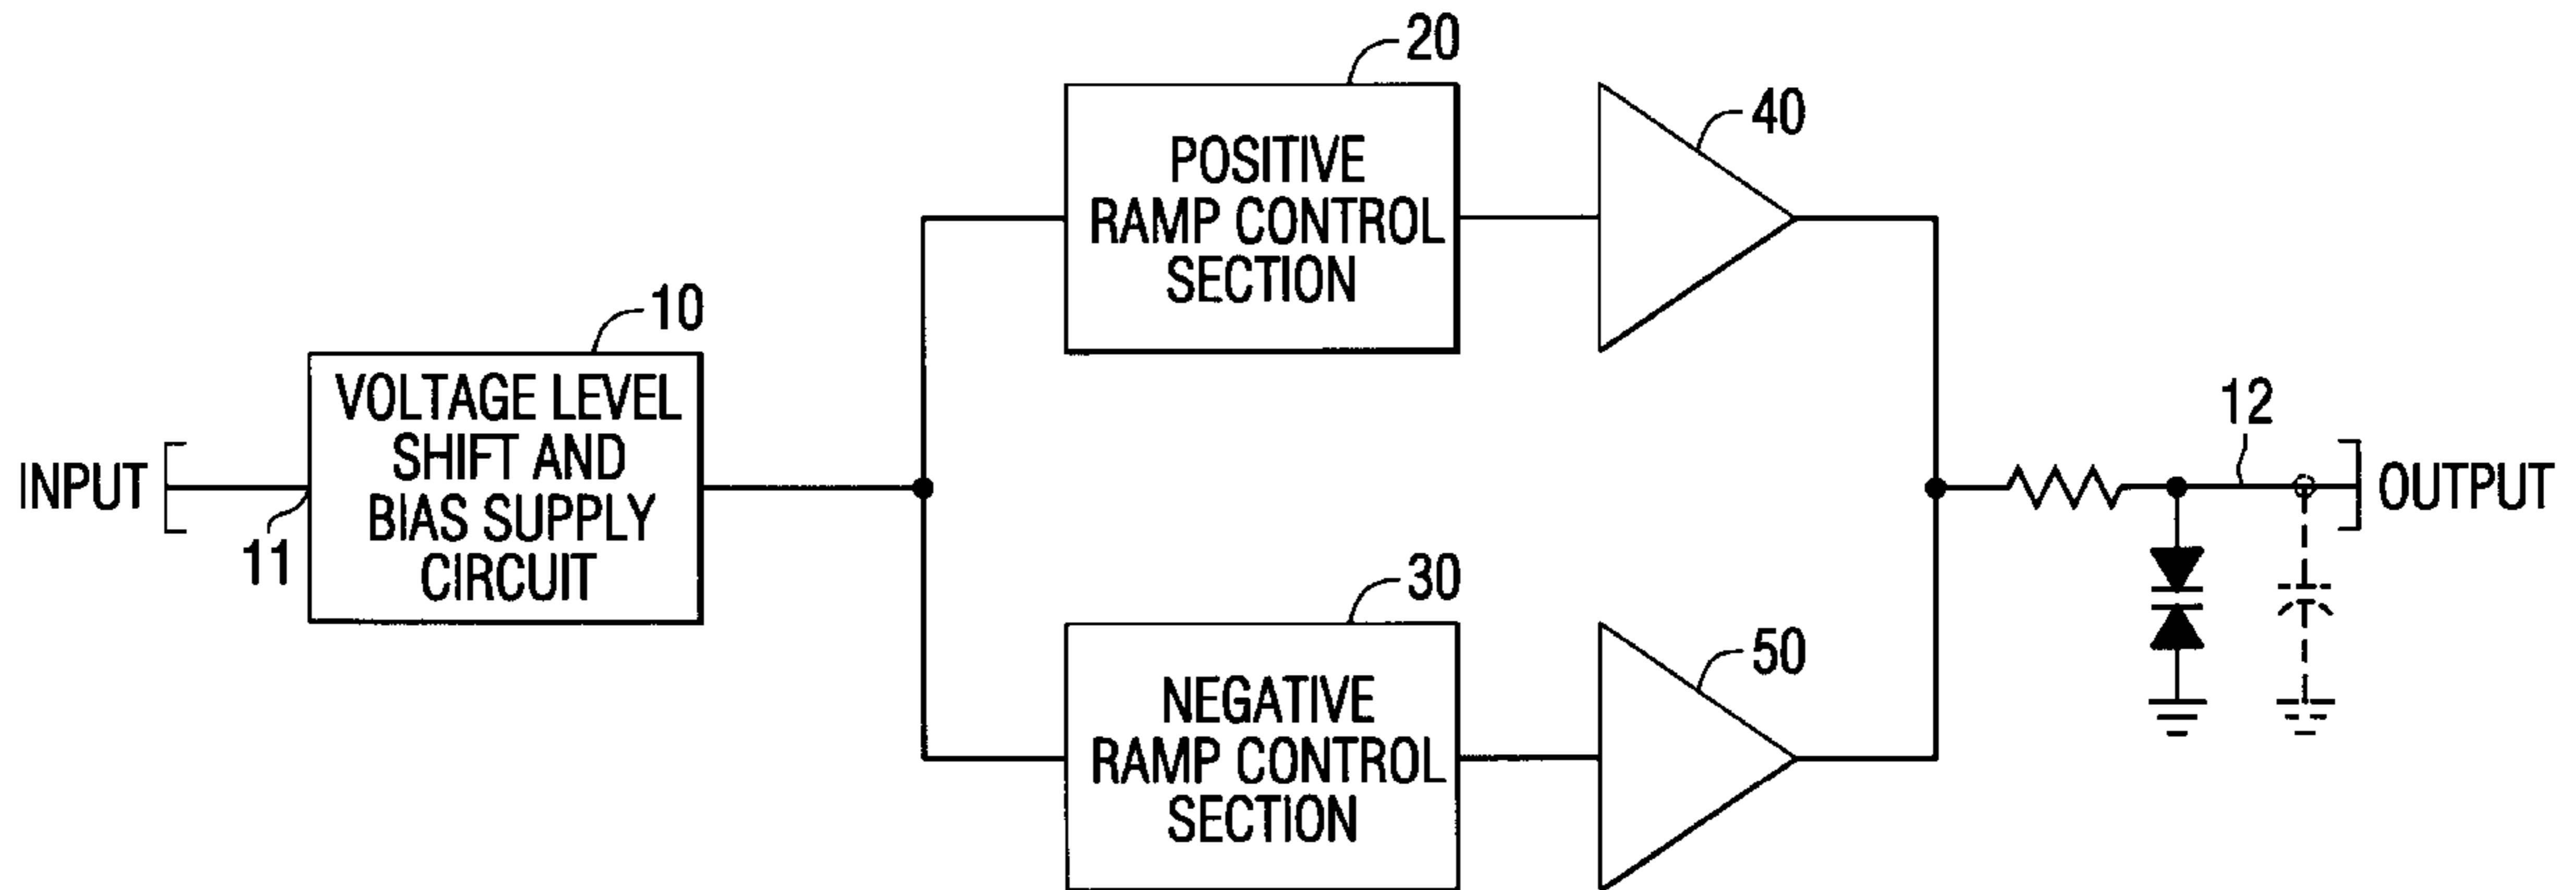 20
POSITIVE
RAMP CONTROL
SECTION
40
10
VOLTAGE LEVEL
SHIFT AND
BIAS SUPPLY
CIRCUIT
INPUT
11
12
OUTPUT
30
NEGATIVE
RAMP CONTROL
SECTION
50